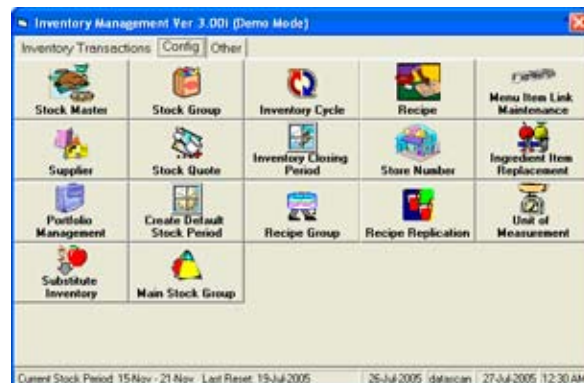 Inventory Management Ver 3.00i (Demo Mode)
Inventory Transactions Config Other
Stock Master
Stock Group
Inventory Cycle
Recipe
Menu Item Link
Maintenance
Supplier
Stock Quote
Inventory Closing
Period
Store Number
Ingredient Item
Replacement
Portfolio
Management
Create Default
Stock Period
Recipe Group
Recipe Replication
Unit of
Measurement
Substitute
Inventory
Main Stock Group
Current Stock Period: 15-Nov - 21-Nov Last Reset: 19-Jul-2005 26-Jul-2005 datascan 27-Jul-2005 12:30 AM